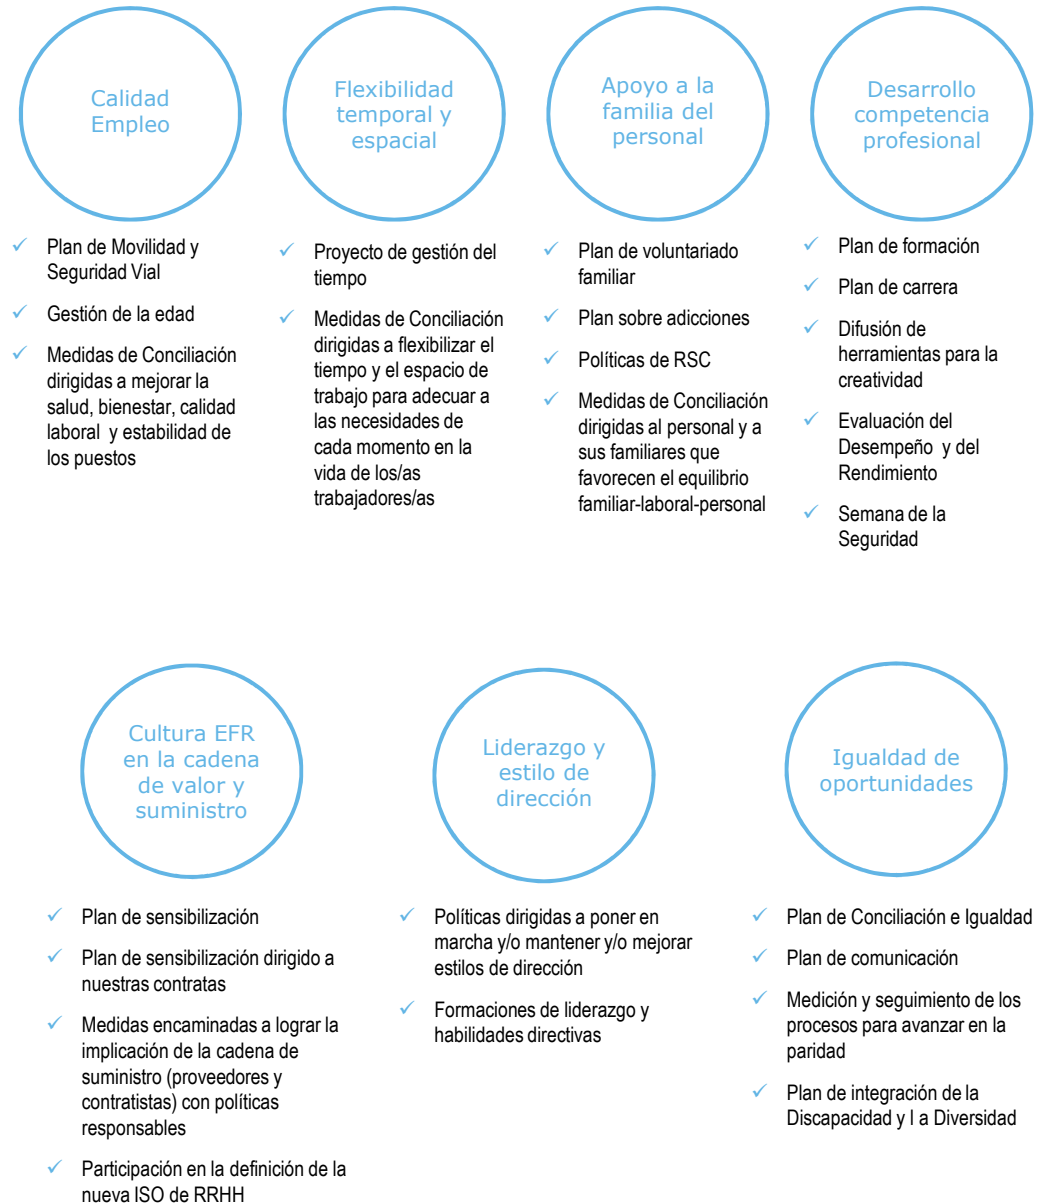 Calidad
Empleo
Plan de Movilidad y
Seguridad Vial
Gestión de la edad
Medidas de Conciliación
dirigidas a mejorar la
salud, bienestar, calidad
laboral y estabilidad de
los puestos
Flexibilidad
temporal y
espacial
Proyecto de gestión del
tiempo
Medidas de Conciliación
dirigidas a flexibilizar el
tiempo y el espacio de
trabajo para adecuar a
las necesidades de
cada momento en la
vida de los/as
trabajadores/as
Apoyo a la
familia del
personal
Plan de voluntariado
familiar
Plan sobre adicciones
Políticas de RSC
Medidas de Conciliación
dirigidas al personal y a
sus familiares que
favorecen el equilibrio
familiar-laboral-personal
Desarrollo
competencia
profesional
Plan de formación
Plan de carrera
Difusión de
herramientas para la
creatividad
Evaluación del
Desempeño y del
Rendimiento
Semana de la
Seguridad
Cultura EFR
en la cadena
de valor y
suministro
Plan de sensibilización
Plan de sensibilización dirigido a
nuestras contratas
Medidas encaminadas a lograr la
implicación de la cadena de
suministro (proveedores y
contratistas) con políticas
responsables
Participación en la definición de la
nueva ISO de RRHH
Liderazgo y
estilo de
dirección
Políticas dirigidas a poner en
marcha y/o mantener y/o mejorar
estilos de dirección
Formaciones de liderazgo y
habilidades directivas
Igualdad de
oportunidades
Plan de Conciliación e Igualdad
Plan de comunicación
Medición y seguimiento de los
procesos para avanzar en la
paridad
Plan de integración de la
Discapacidad y l a Diversidad